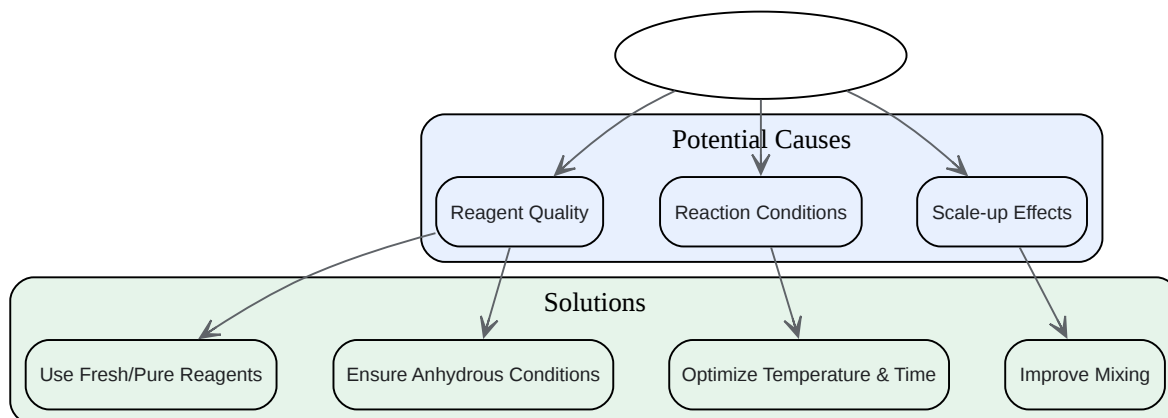 Potential Causes
Reagent Quality
Reaction Conditions
Scale-up Effects
Solutions
Use Fresh/Pure Reagents
Ensure Anhydrous Conditions
Optimize Temperature & Time
Improve Mixing